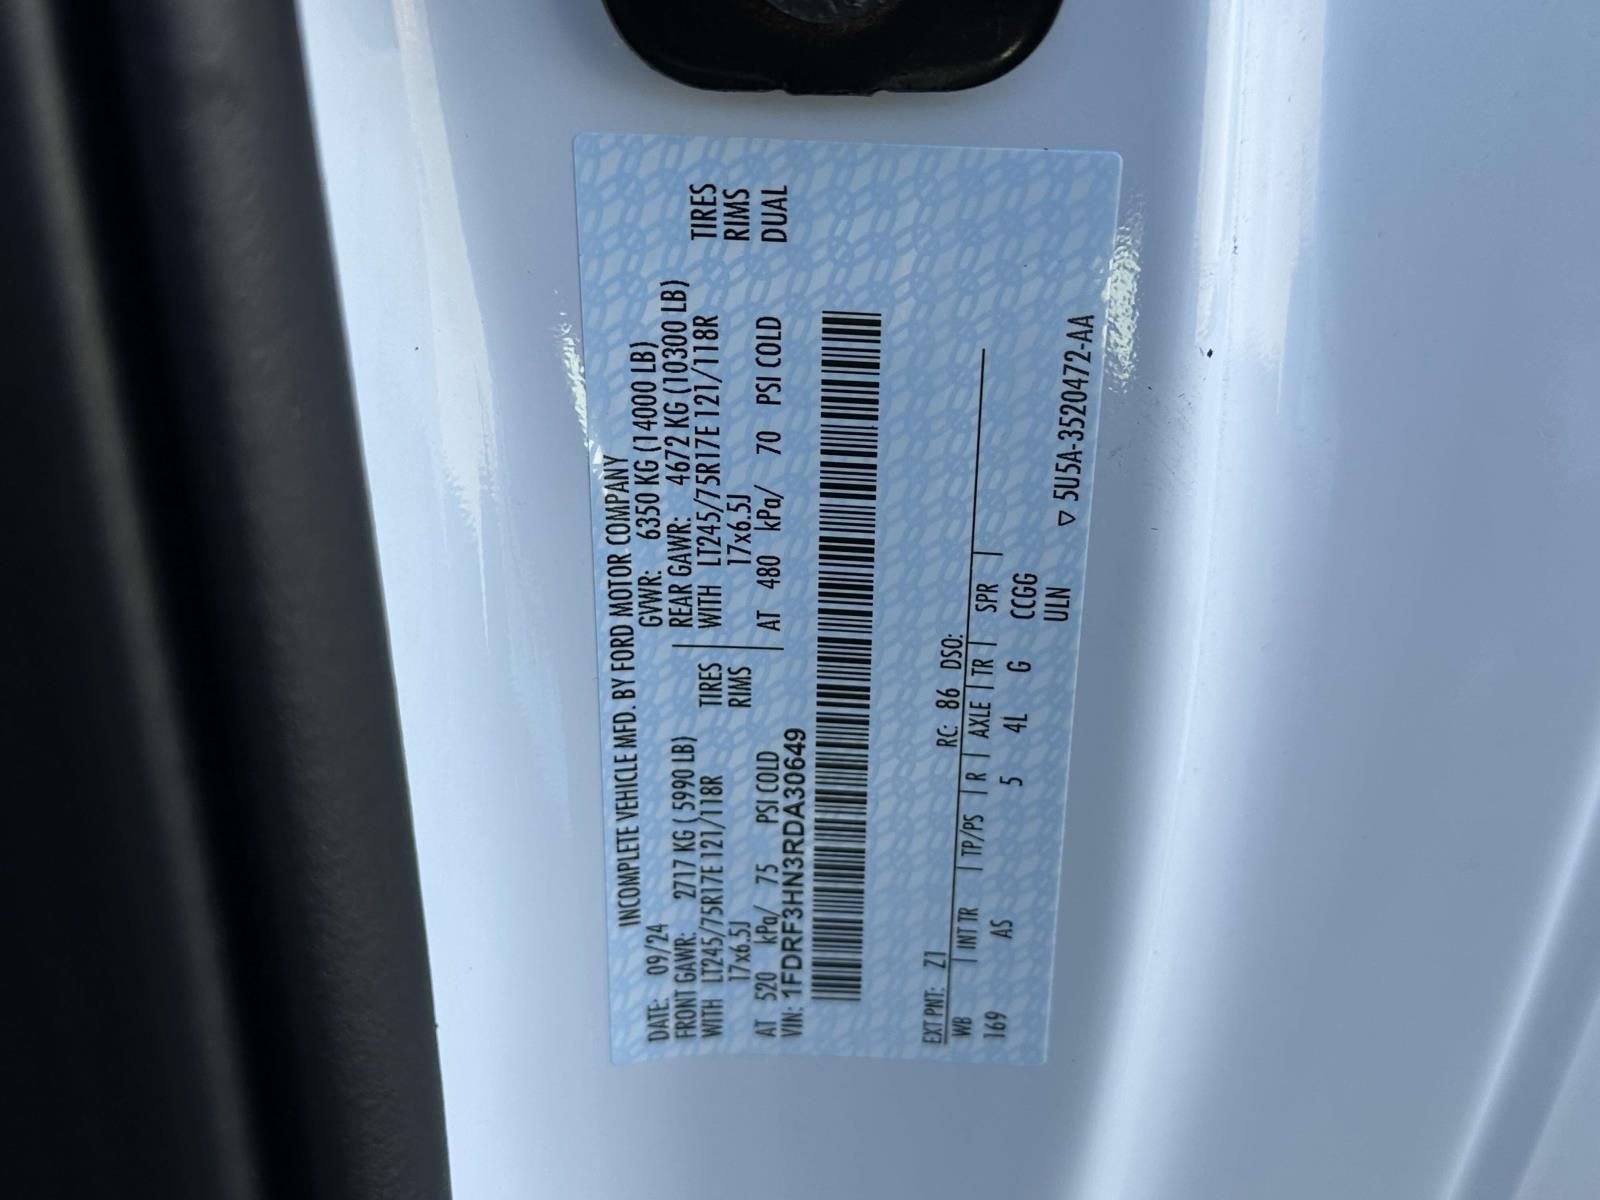 INCOMPLETE VEHICLE MFD. BY FORD MOTOR COMPANY
DATE: 09/24 GVWR: 6350 KG (14000 LB)
FRONT GAWR: 2717 KG (5990 LB) REAR GAWR: 4672 KG (10300 LB)
WITH LT245/75R17E 121/118R TIRES WITH LT245/75R17E 121/118R TIRES
17x6.5J RIMS 17x6.5J RIMS
AT 520 kPa/ 75 PSI COLD AT 480 kPa/ 70 PSI COLD DUAL
VIN: 1FDRF3HN3RDA30649
EXT PNT: Z1 RC: 86 DSO:
WB INT TR TP/PS R AXLE TR SPR
169 AS 5 4L G CCGG
ULN
▽ 5U5A-3520472-AA